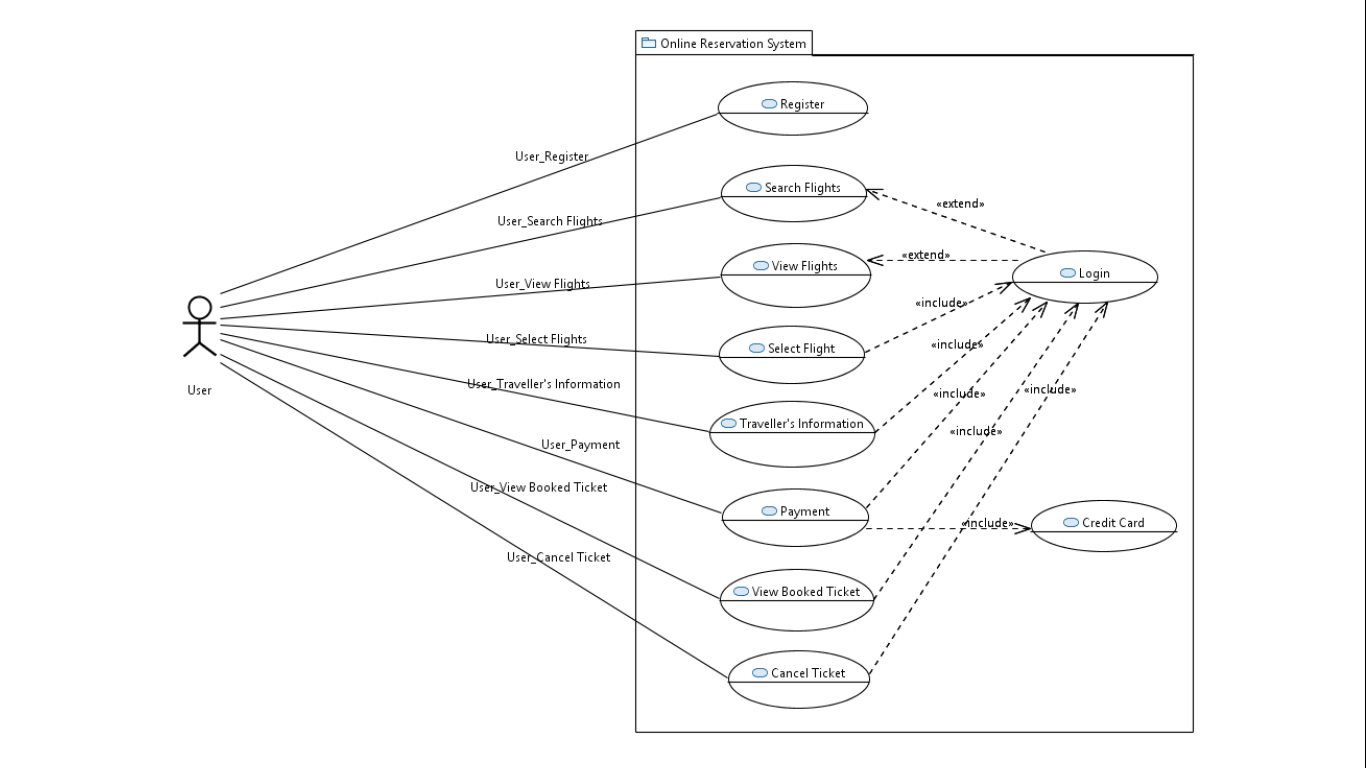 Online Reservation System
Register
User_Register
Search Flights
«extend»
User_Search Flights
«extend»
View Flights
Login
User_View Flights
«include»
User_Select Flights
Select Flight
«include»
User_Traveller's Information
«include»
«include»
User
Traveller's Information
«include»
User_Payment
User_View Booked Ticket
Payment
«include»
Credit Card
User_Cancel Ticket
View Booked Ticket
Cancel Ticket